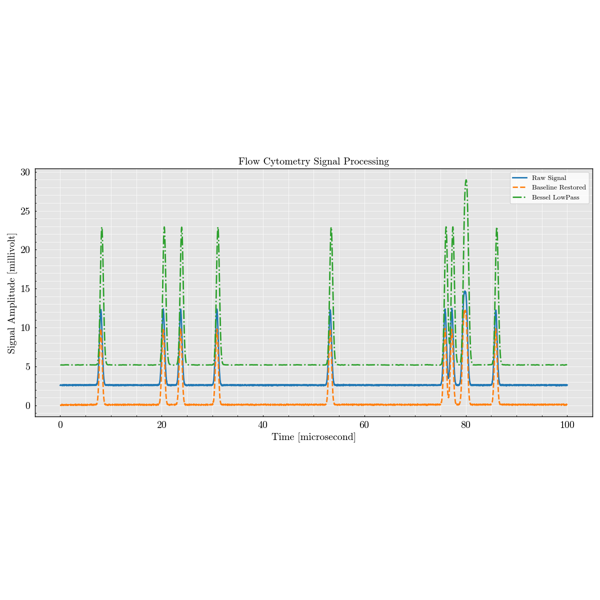 Flow Cytometry Signal Processing
30
25
20
15
10
5
0
Signal Amplitude [millivolt]
Raw Signal
Baseline Restored
Bessel LowPass
0 20 40 60 80 100
Time [microsecond]